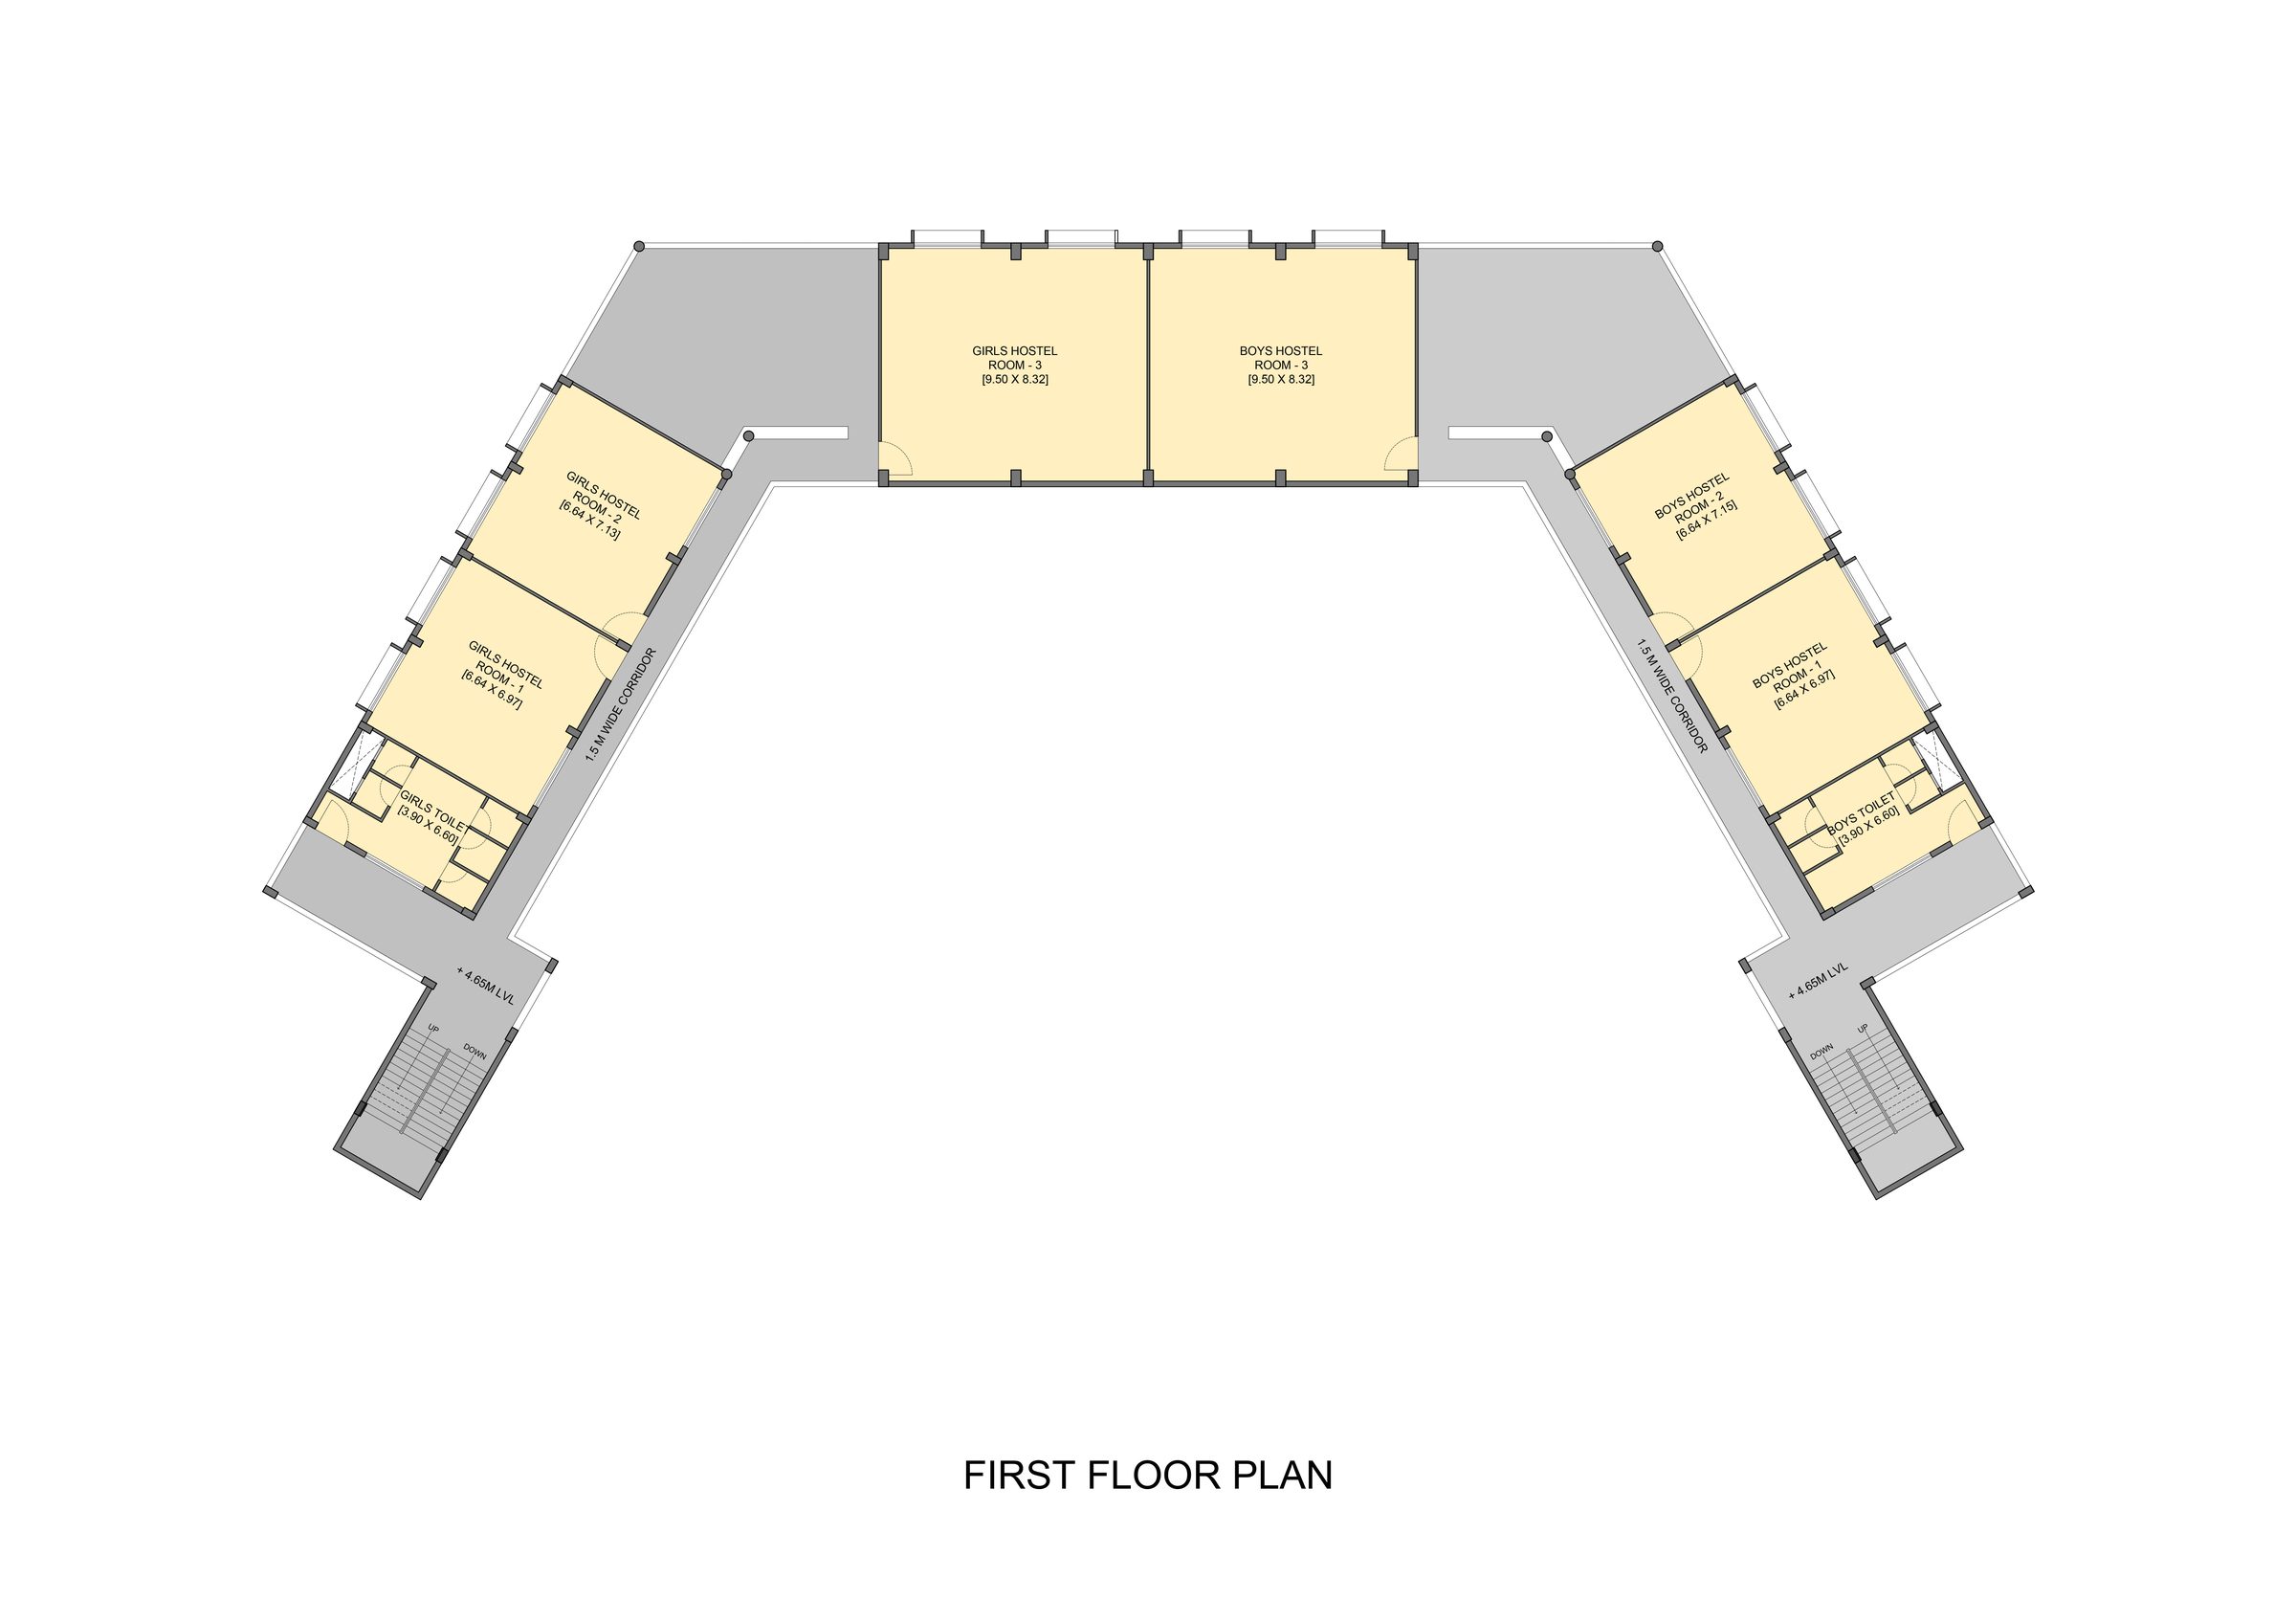 GIRLS HOSTEL
ROOM - 3
[9.50 X 8.32]
BOYS HOSTEL
ROOM - 3
[9.50 X 8.32]
GIRLS HOSTEL
ROOM - 2
[6.64 X 7.13]
BOYS HOSTEL
ROOM - 2
[6.64 X 7.15]
GIRLS HOSTEL
ROOM - 1
[6.64 X 6.97]
1.5 M WIDE CORRIDOR
1.5 M WIDE CORRIDOR
BOYS HOSTEL
ROOM - 1
[6.64 X 6.97]
GIRLS TOILET
[3.90 X 6.60]
BOYS TOILET
[3.90 X 6.60]
+ 4.65M LVL
+ 4.65M LVL
UP
DOWN
UP
DOWN
FIRST FLOOR PLAN